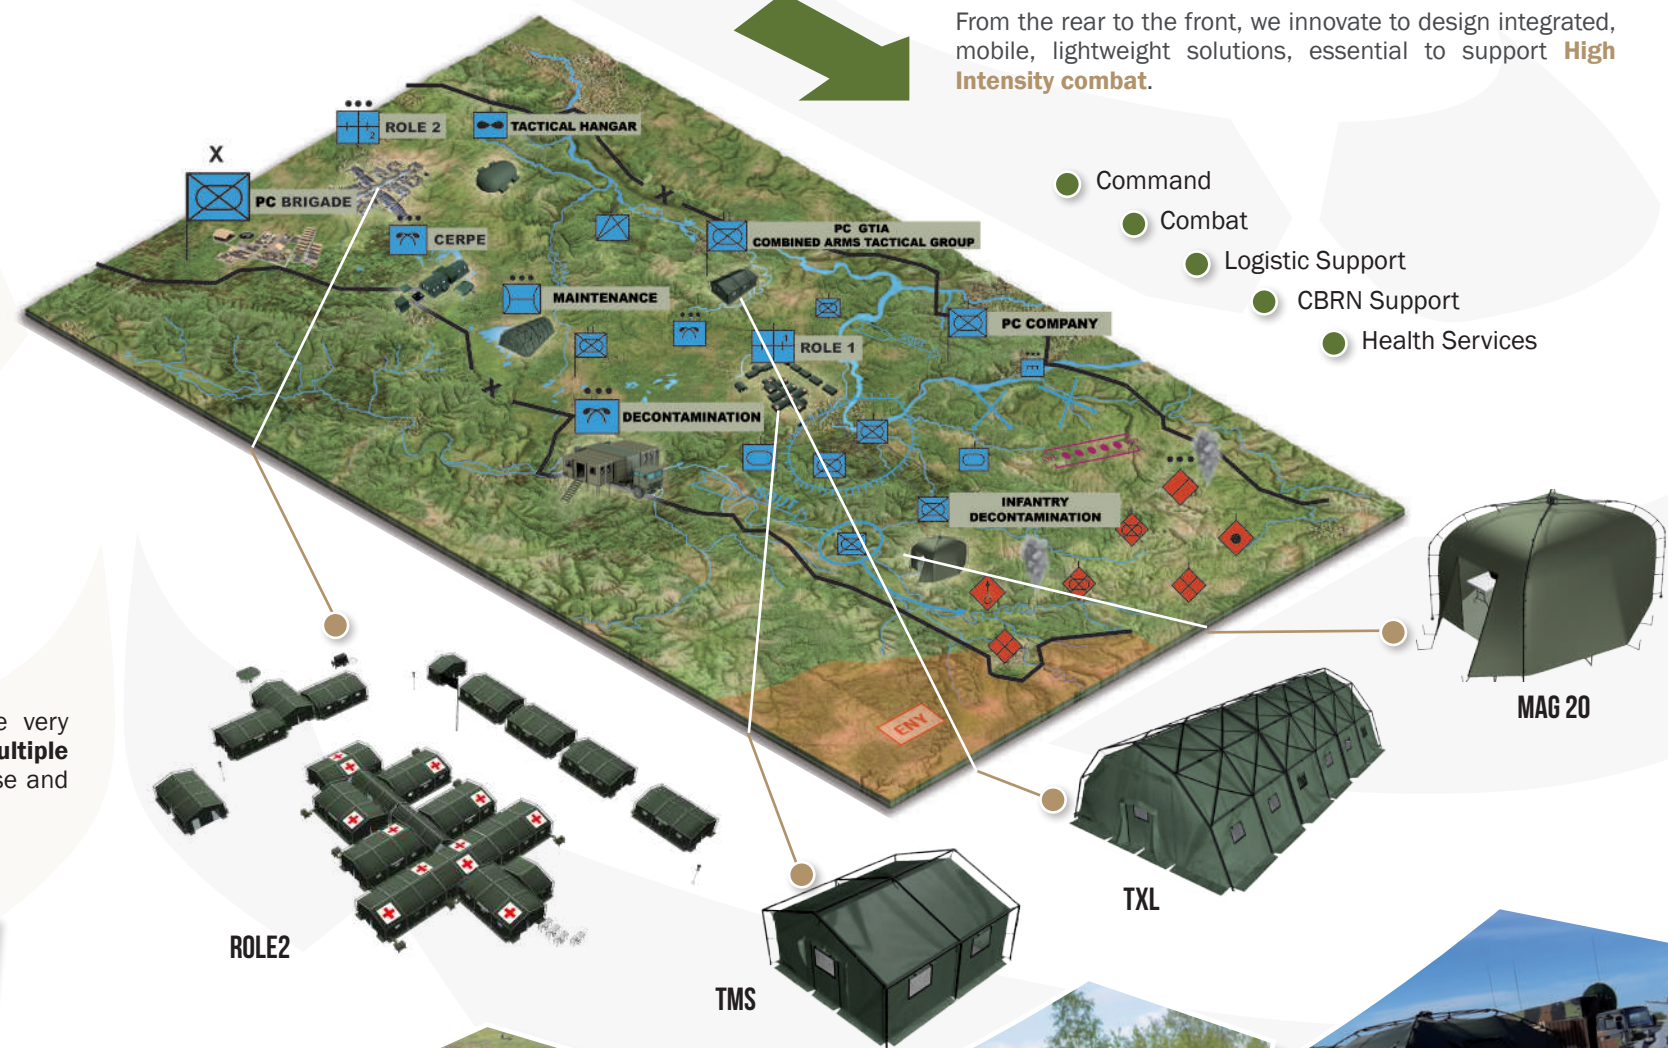 From the rear to the front, we innovate to design integrated,
mobile, lightweight solutions, essential to support High
Intensity combat.
Command
Combat
Logistic Support
CBRN Support
Health Services
ROLE 2
TACTICAL HANGAR
X
PC BRIGADE
CERPE
X
PC GTIA
COMBINED ARMS TACTICAL GROUP
MAINTENANCE
PC COMPANY
ROLE 1
X
DECONTAMINATION
SCOUT
INFANTRY
DECONTAMINATION
ENY
e very
ultiple
se and
MAG 20
TXL
ROLE2
TMS